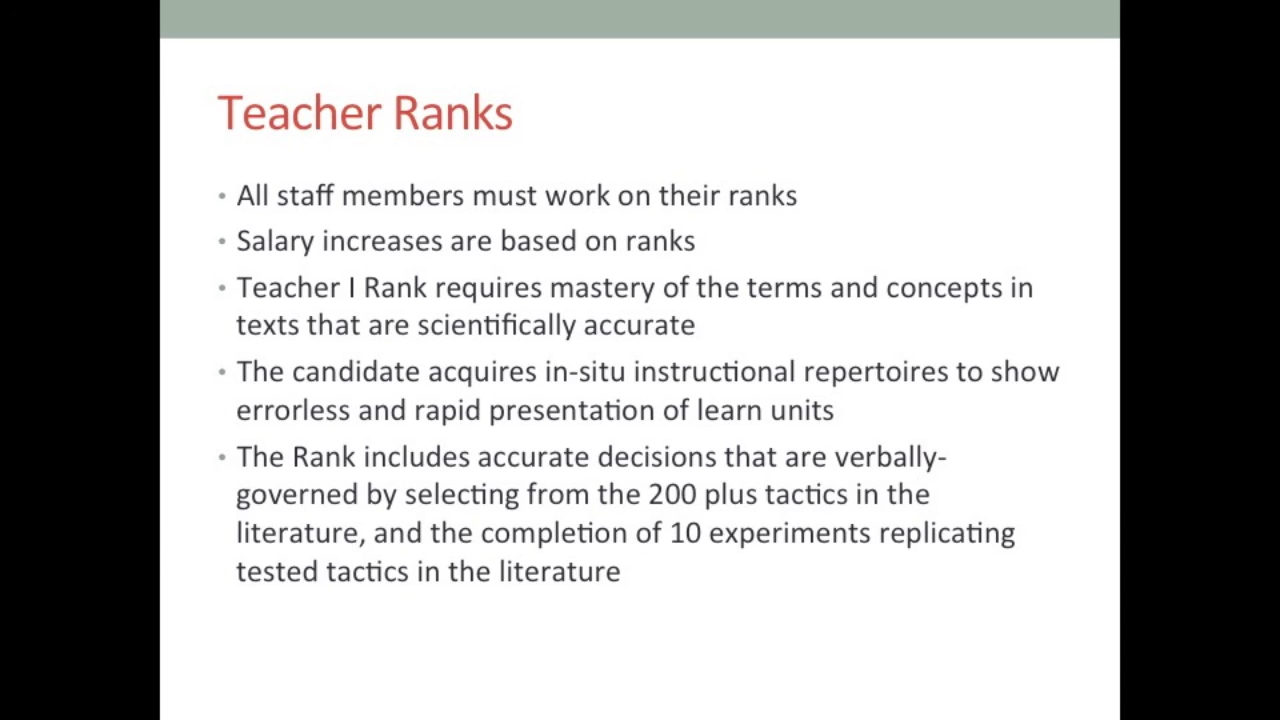 Teacher Ranks
• All staff members must work on their ranks
• Salary increases are based on ranks
• Teacher I Rank requires mastery of the terms and concepts in
texts that are scientifically accurate
• The candidate acquires in-situ instructional repertoires to show
errorless and rapid presentation of learn units
• The Rank includes accurate decisions that are verbally-
governed by selecting from the 200 plus tactics in the
literature, and the completion of 10 experiments replicating
tested tactics in the literature